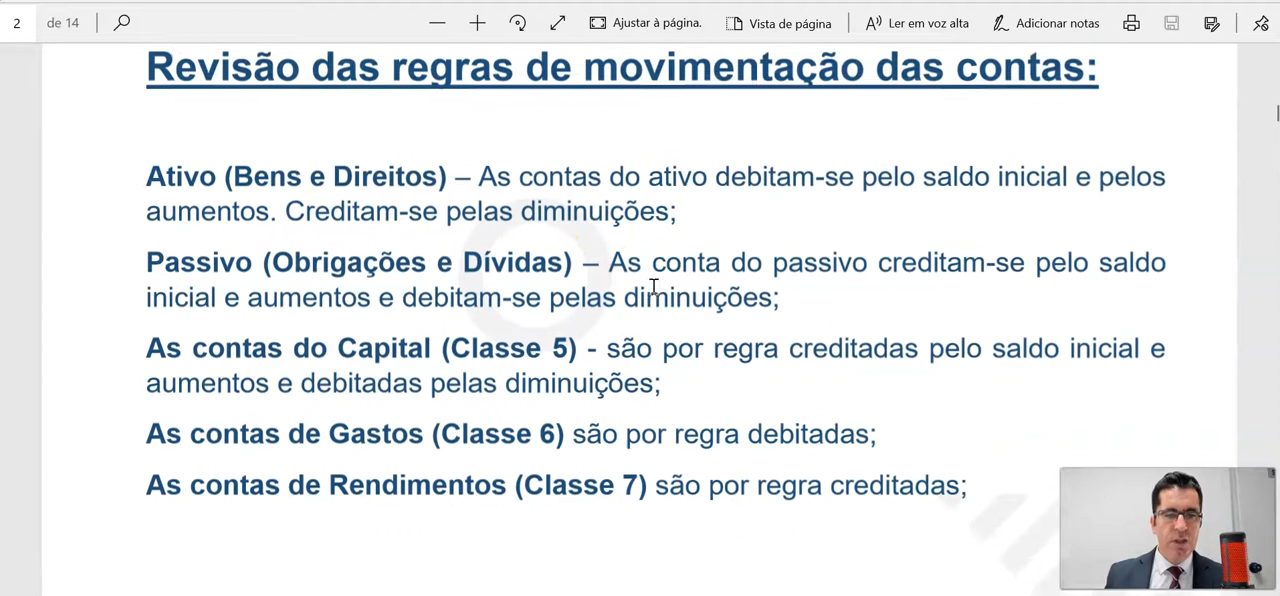 2 de 14 Ajustar à página. Vista de página Ler em voz alta Adicionar notas
Revisão das regras de movimentação das contas:
Ativo (Bens e Direitos) – As contas do ativo debitam-se pelo saldo inicial e pelos
aumentos. Creditam-se pelas diminuições;
Passivo (Obrigações e Dívidas) – As conta do passivo creditam-se pelo saldo
inicial e aumentos e debitam-se pelas diminuições;
As contas do Capital (Classe 5) - são por regra creditadas pelo saldo inicial e
aumentos e debitadas pelas diminuições;
As contas de Gastos (Classe 6) são por regra debitadas;
As contas de Rendimentos (Classe 7) são por regra creditadas;